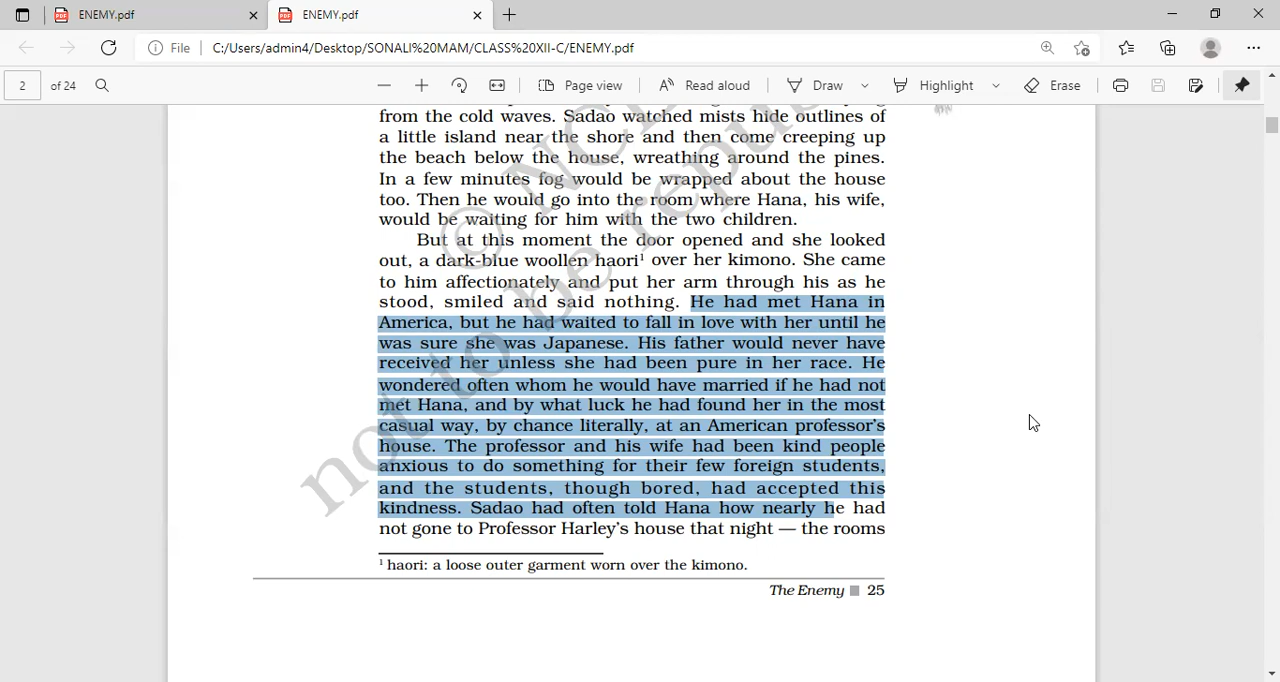 ENEMY.pdf
ENEMY.pdf
File
C:/Users/admin4/Desktop/SONALI%20MAM/CLASS%20XII-C/ENEMY.pdf
2
of 24
Page view
Read aloud
Draw
Highlight
Erase
from the cold waves. Sadao watched mists hide outlines of
a little island near the shore and then come creeping up
the beach below the house, wreathing around the pines.
In a few minutes fog would be wrapped about the house
too. Then he would go into the room where Hana, his wife,
would be waiting for him with the two children.
But at this moment the door opened and she looked
out, a dark-blue woollen haori¹ over her kimono. She came
to him affectionately and put her arm through his as he
stood, smiled and said nothing. He had met Hana in
America, but he had waited to fall in love with her until he
was sure she was Japanese. His father would never have
received her unless she had been pure in her race. He
wondered often whom he would have married if he had not
met Hana, and by what luck he had found her in the most
casual way, by chance literally, at an American professor's
house. The professor and his wife had been kind people
anxious to do something for their few foreign students,
and the students, though bored, had accepted this
kindness. Sadao had often told Hana how nearly he had
not gone to Professor Harley's house that night — the rooms
¹ haori: a loose outer garment worn over the kimono.
The Enemy 25
© NC
not to be repu